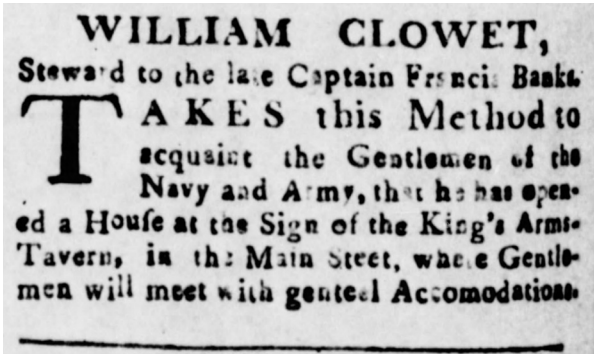 WILLIAM CLOWET,
Steward to the late Captain Francis Banks.
TAKES this Method to
acquaint the Gentlemen of the
Navy and Army, that he has open-
ed a Houſe at the Sign of the King's Arms-
Tavern, in the Main Street, where Gentle-
men will meet with genteel Accomodations.